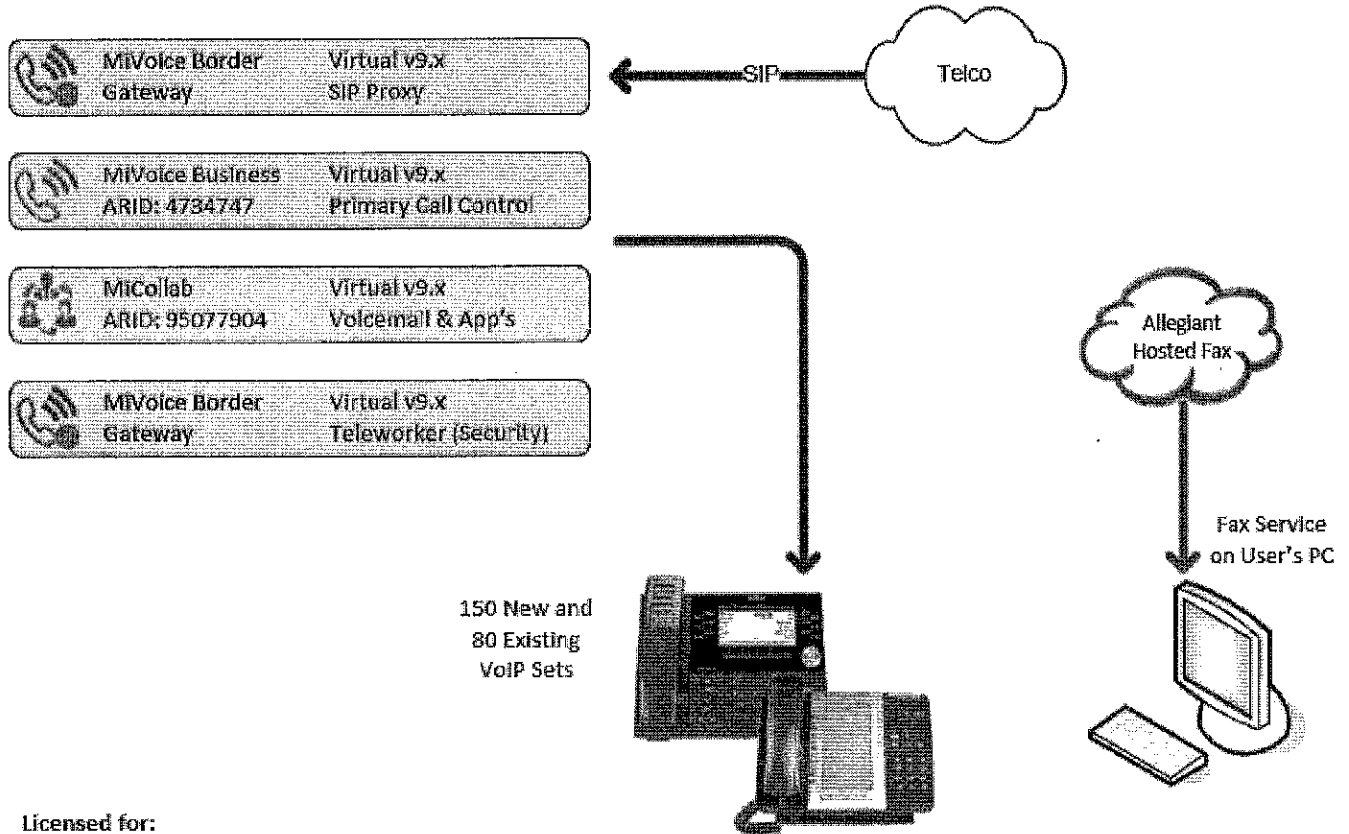 MiVoice Border Virtual v9.x
Gateway SIP Proxy
SIP
Telco
MiVoice Business Virtual v9.x
ARID: 4734747 Primary Call Control
MiCollab Virtual v9.x
ARID: 95077904 Voicemail & App's
MiVoice Border Virtual v9.x
Gateway Teleworker (Security)
Allegiant
Hosted Fax
Fax Service
on User's PC
150 New and
80 Existing
VoIP Sets
Licensed for: